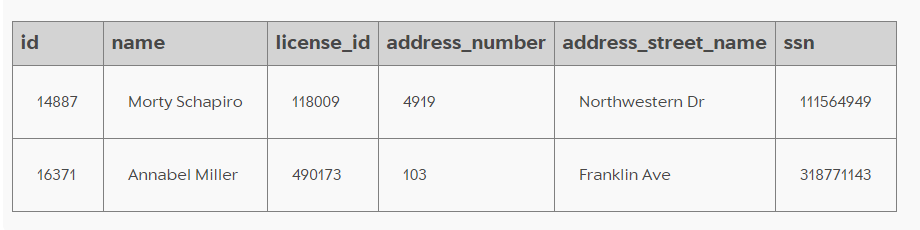 id name license_id address_number address_street_name ssn
14887 Morty Schapiro 118009 4919 Northwestern Dr 111564949
16371 Annabel Miller 490173 103 Franklin Ave 318771143